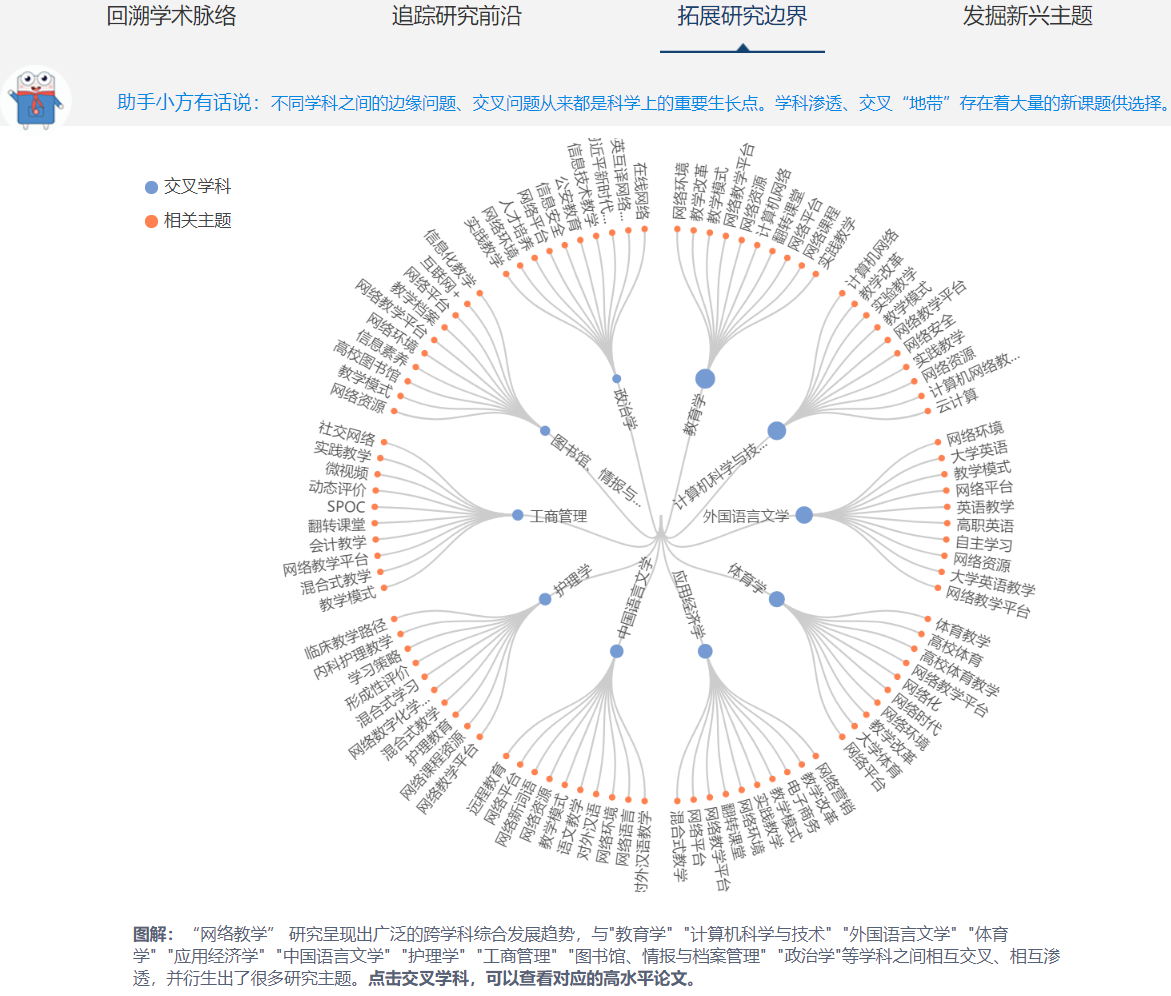 回溯学术脉络
追踪研究前沿
拓展研究边界
发掘新兴主题
助手小方有话说：不同学科之间的边缘问题、交叉问题从来都是科学上的重要生长点。学科渗透、交叉“地带”存在着大量的新课题供选择。
交叉学科
相关主题
教育学
网络环境
教学改革
教学模式
网络教学平台
网络资源
计算机网络
翻转课堂
网络平台
网络课程
实践教学
计算机科学与技...
计算机网络
教学改革
实验教学
教学模式
网络教学平台
网络安全
实践教学
网络资源
计算机网络教...
云计算
外国语言文学
网络环境
大学英语
教学模式
网络平台
英语教学
高职英语
自主学习
网络资源
大学英语教学
网络教学平台
体育学
体育教学
高校体育
高校体育教学
网络教学平台
网络化
网络时代
网络环境
教学改革
大学体育
网络平台
应用经济学
网络营销
教学改革
电子商务
教学模式
实践教学
网络环境
翻转课堂
网络教学平台
网络平台
混合式教学
中国语言文学
对外汉语教学
网络语言
网络环境
对外汉语
语文教学
教学模式
网络资源
网络新词语
网络平台
远程教育
护理学
网络教学平台
网络课程资源
护理教育
混合式教学
网络数字化学...
混合式学习
形成性评价
学习策略
内科护理教学
临床教学路径
工商管理
教学模式
混合式教学
网络教学平台
会计教学
翻转课堂
SPOC
动态评价
微视频
实践教学
社交网络
图书馆、情报与...
网络资源
教学模式
高校图书馆
信息素养
网络环境
网络教学平台
教学档案
网络平台
互联网+
信息化教学
政治学
实践教学
网络环境
人才培养
网络平台
信息安全
公安教育
信息技术教学
习近平新时代...
英互译网络...
在线网络
图解： “网络教学” 研究呈现出广泛的跨学科综合发展趋势，与"教育学" "计算机科学与技术" "外国语言文学" "体育
学" "应用经济学" "中国语言文学" "护理学" "工商管理" "图书馆、情报与档案管理" "政治学"等学科之间相互交叉、相互渗
透，并衍生出了很多研究主题。点击交叉学科，可以查看对应的高水平论文。